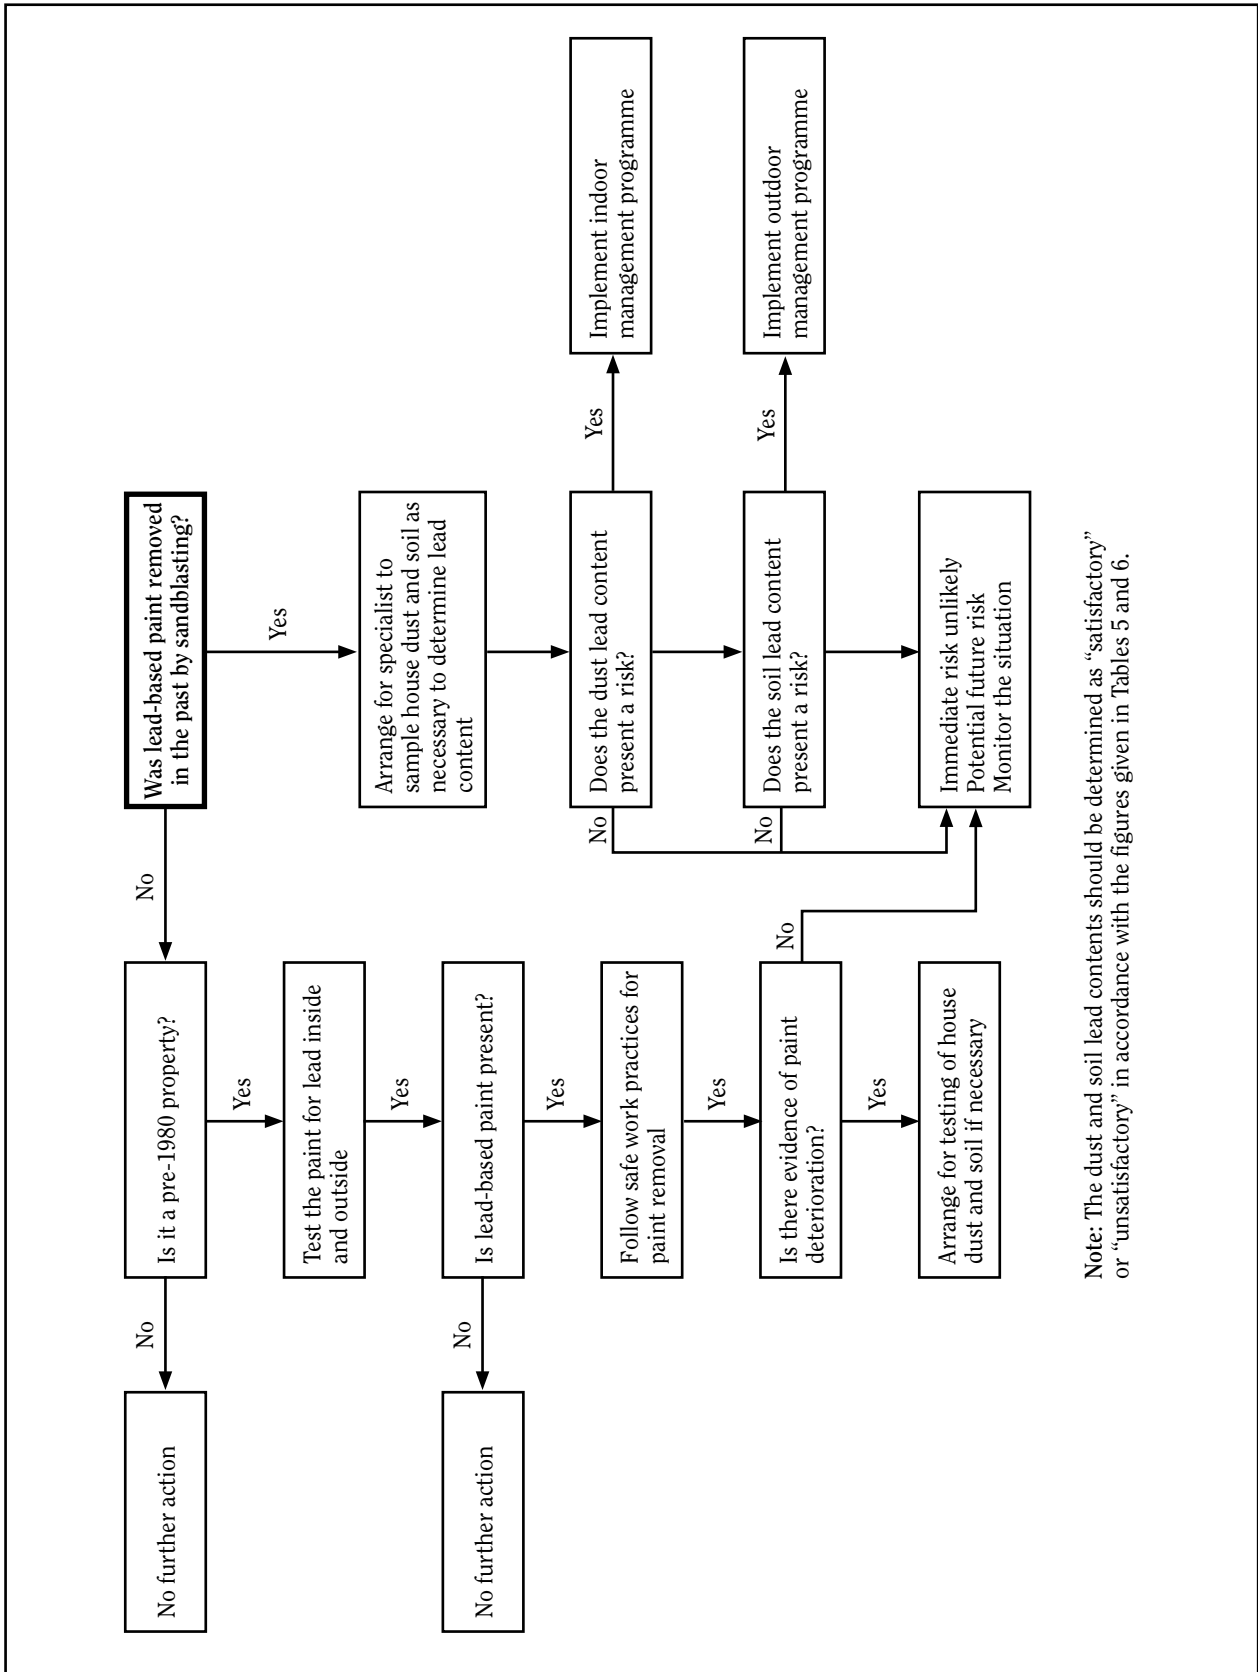 Was lead-based paint removed
in the past by sandblasting?
No
Yes
Is it a pre-1980 property?
No
No further action
Yes
Test the paint for lead inside
and outside
Yes
Is lead-based paint present?
No
No further action
Yes
Follow safe work practices for
paint removal
Yes
Is there evidence of paint
deterioration?
No
Yes
Arrange for testing of house
dust and soil if necessary
Arrange for specialist to
sample house dust and soil as
necessary to determine lead
content
Does the dust lead content
present a risk?
No
Yes
Implement indoor
management programme
Does the soil lead content
present a risk?
No
Yes
Implement outdoor
management programme
Immediate risk unlikely
Potential future risk
Monitor the situation
Note: The dust and soil lead contents should be determined as “satisfactory”
or “unsatisfactory” in accordance with the figures given in Tables 5 and 6.